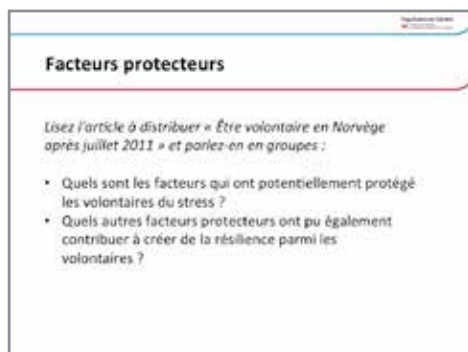 Facteurs protecteurs
Lisez l'article à distribuer « Être volontaire en Norvège
après juillet 2011 » et parlez-en en groupes :
• Quels sont les facteurs qui ont potentiellement protégé
les volontaires du stress ?
• Quels autres facteurs protecteurs ont pu également
contribuer à créer de la résilience parmi les
volontaires ?